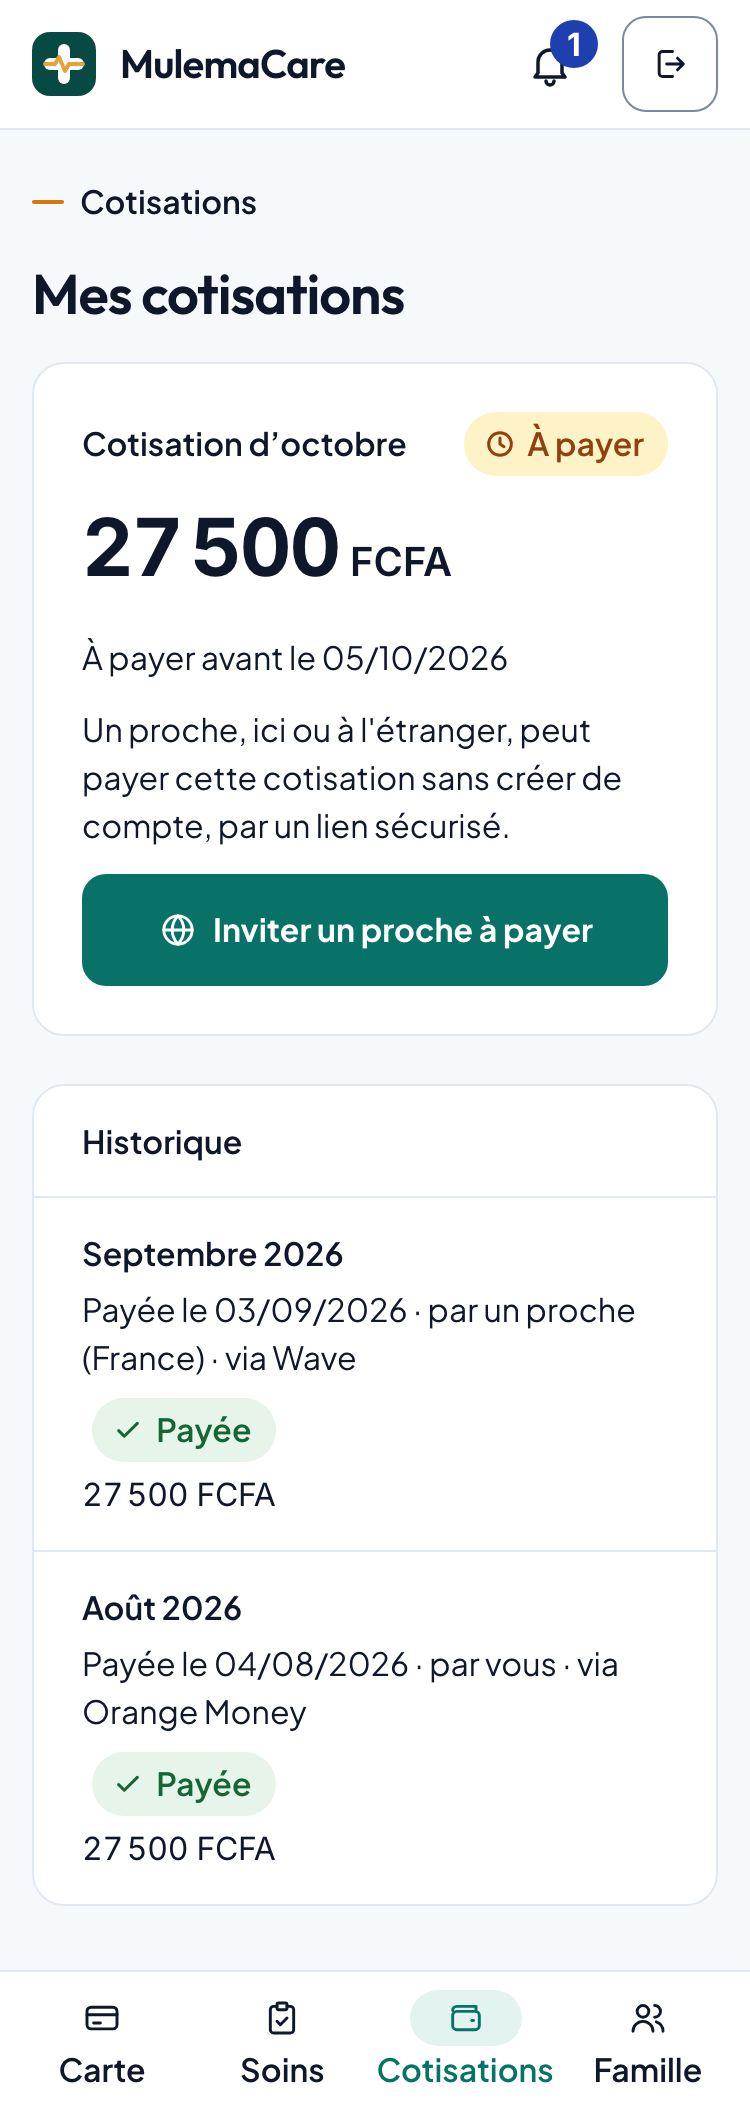 MulemaCare
1
Cotisations
Mes cotisations
Cotisation d’octobre
À payer
27 500 FCFA
À payer avant le 05/10/2026
Un proche, ici ou à l'étranger, peut
payer cette cotisation sans créer de
compte, par un lien sécurisé.
Inviter un proche à payer
Historique
Septembre 2026
Payée le 03/09/2026 · par un proche
(France) · via Wave
Payée
27 500 FCFA
Août 2026
Payée le 04/08/2026 · par vous · via
Orange Money
Payée
27 500 FCFA
Carte
Soins
Cotisations
Famille